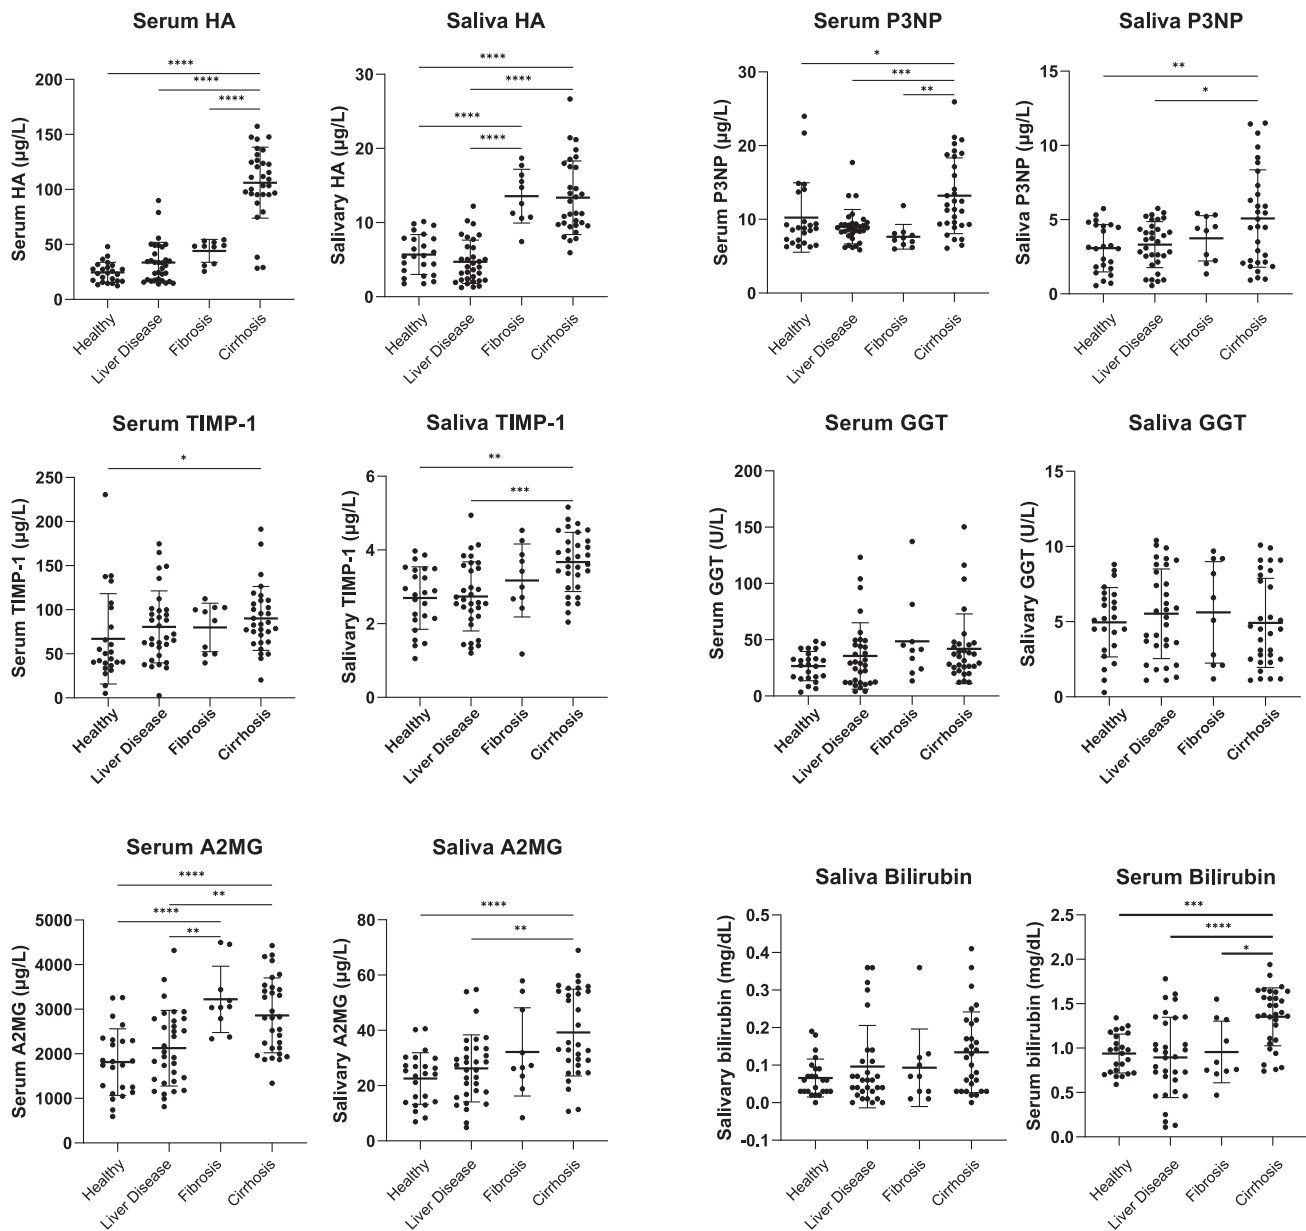 Serum HA
Saliva HA
Serum P3NP
Saliva P3NP
****
****
****
Serum HA (µg/L)
200
150
100
50
0
Healthy
Liver Disease
Fibrosis
Cirrhosis
****
****
****
****
Salivary HA (µg/L)
30
20
10
0
Healthy
Liver Disease
Fibrosis
Cirrhosis
*
***
**
Serum P3NP (µg/L)
30
20
10
0
Healthy
Liver Disease
Fibrosis
Cirrhosis
**
*
Saliva P3NP (µg/L)
15
10
5
0
Healthy
Liver Disease
Fibrosis
Cirrhosis
Serum TIMP-1
Saliva TIMP-1
Serum GGT
Saliva GGT
*
Serum TIMP-1 (µg/L)
250
200
150
100
50
0
Healthy
Liver Disease
Fibrosis
Cirrhosis
**
***
Salivary TIMP-1 (µg/L)
6
4
2
0
Healthy
Liver Disease
Fibrosis
Cirrhosis
Serum GGT (U/L)
200
150
100
50
0
Healthy
Liver Disease
Fibrosis
Cirrhosis
Salivary GGT (U/L)
15
10
5
0
Healthy
Liver Disease
Fibrosis
Cirrhosis
Serum A2MG
Saliva A2MG
Saliva Bilirubin
Serum Bilirubin
****
**
****
**
Serum A2MG (µg/L)
5000
4000
3000
2000
1000
0
Healthy
Liver Disease
Fibrosis
Cirrhosis
****
**
Salivary A2MG (µg/L)
80
60
40
20
0
Healthy
Liver Disease
Fibrosis
Cirrhosis
Salivary bilirubin (mg/dL)
0.5
0.4
0.3
0.2
0.1
0.0
-0.1
Healthy
Liver Disease
Fibrosis
Cirrhosis
***
****
*
Serum bilirubin (mg/dL)
2.5
2.0
1.5
1.0
0.5
0.0
Healthy
Liver Disease
Fibrosis
Cirrhosis